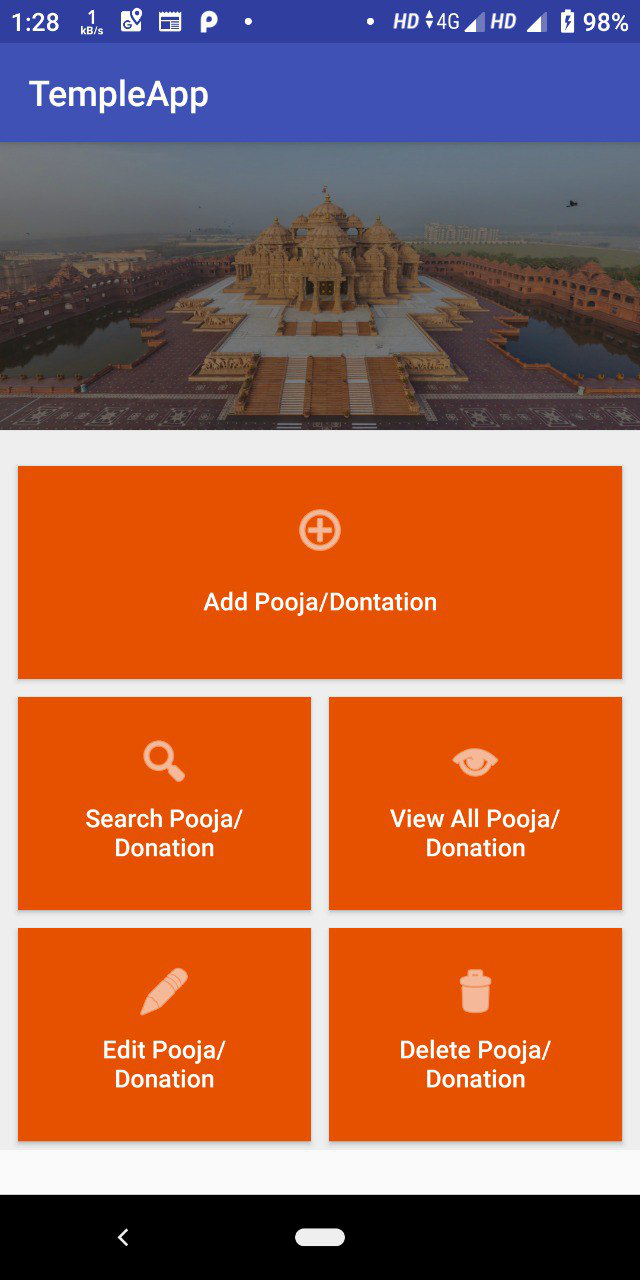 1:28 1 kB/s G HD 4G HD 98%
TempleApp
Add Pooja/Dontation
Search Pooja/
Donation
View All Pooja/
Donation
Edit Pooja/
Donation
Delete Pooja/
Donation